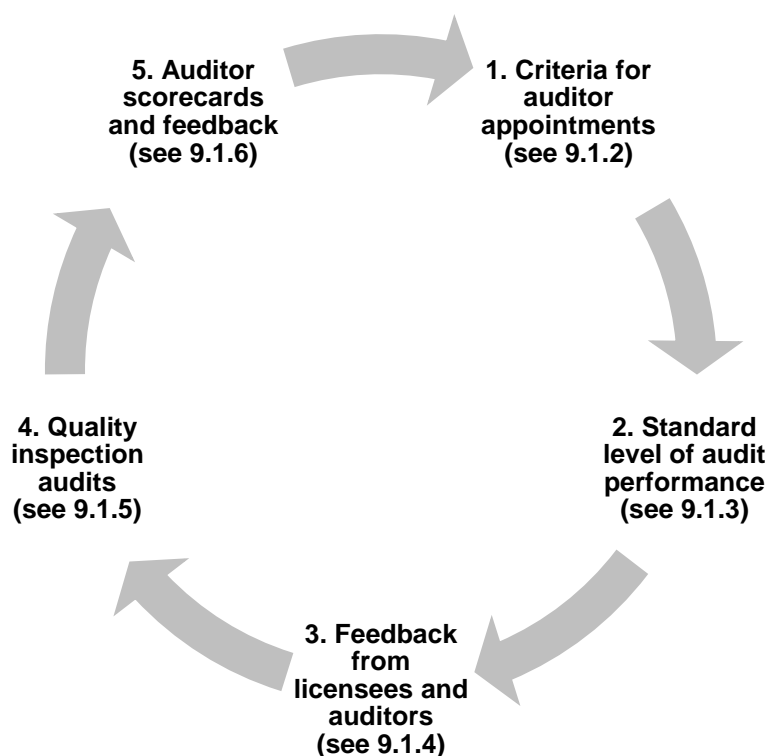 1. Criteria for
auditor
appointments
(see 9.1.2)
2. Standard
level of audit
performance
(see 9.1.3)
3. Feedback
from
licensees and
auditors
(see 9.1.4)
4. Quality
inspection
audits
(see 9.1.5)
5. Auditor
scorecards
and feedback
(see 9.1.6)